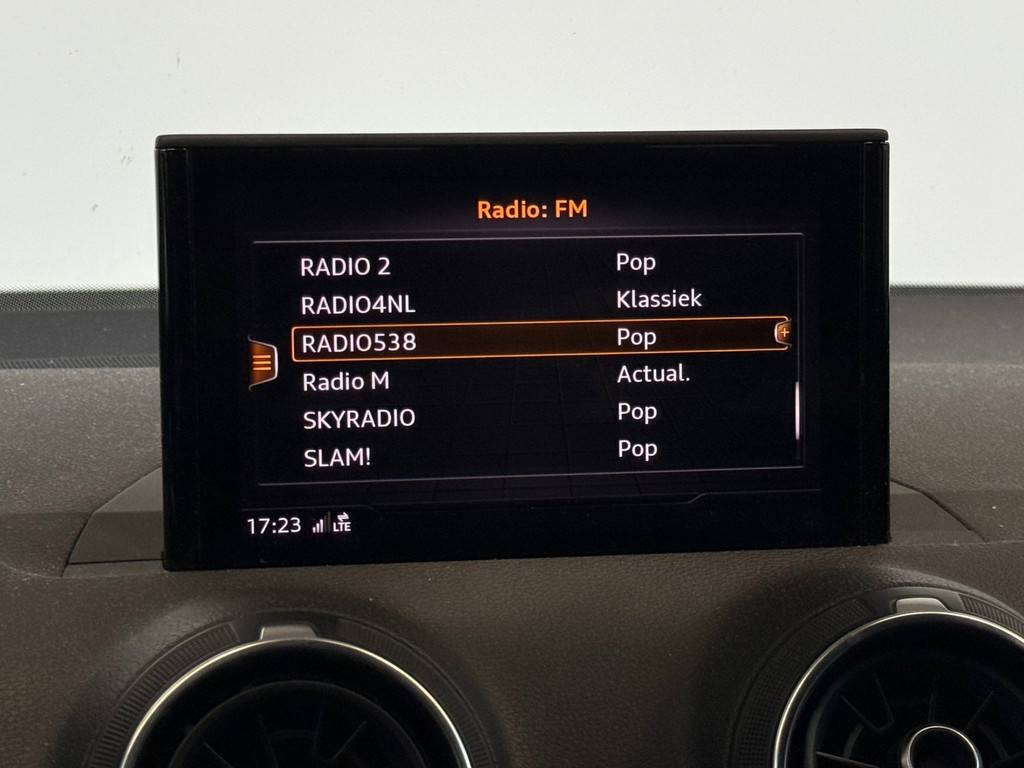 Radio: FM
RADIO 2 Pop
RADIO4NL Klassiek
RADIO538 Pop
Radio M Actual.
SKYRADIO Pop
SLAM! Pop
17:23 LTE